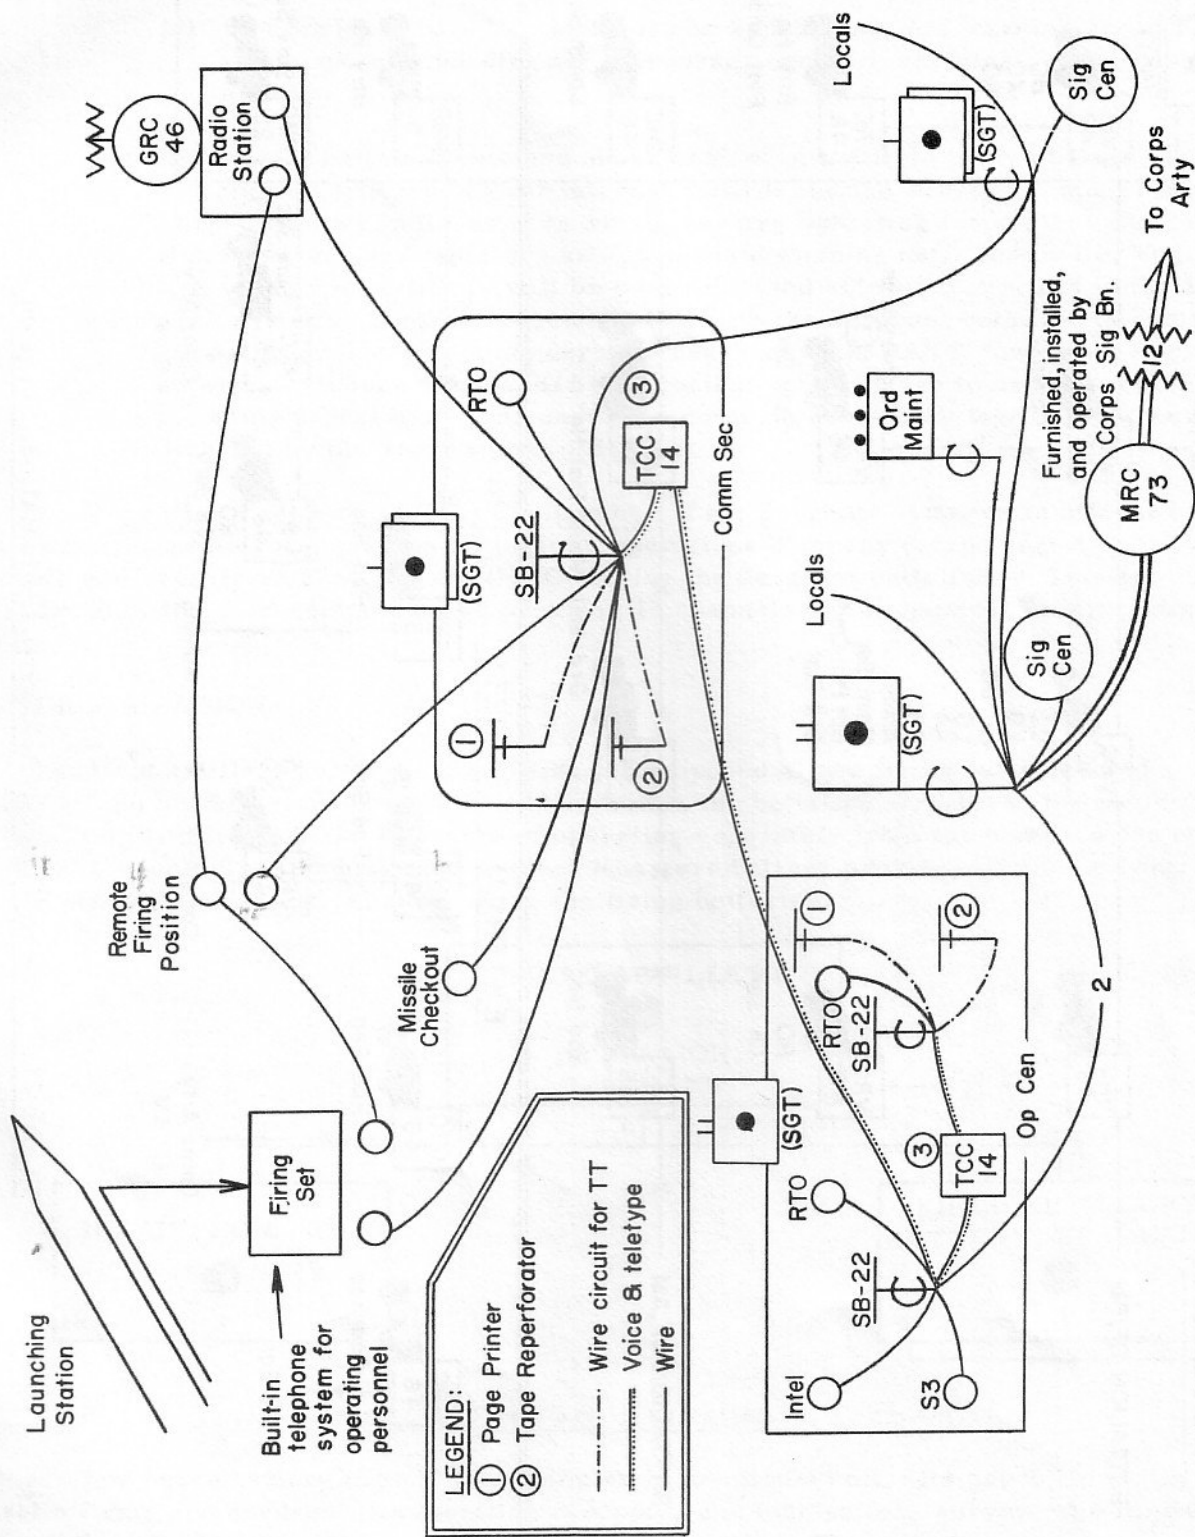 Launching
Station
Built-in
telephone
system for
operating
personnel
Firing
Set
Remote
Firing
Position
Missile
Checkout
GRC
46
Radio
Station
LEGEND:
1 Page Printer
2 Tape Reperforator
Wire circuit for TT
Voice & teletype
Wire
(SGT)
SB-22
RTO
1
2
3
TCC
14
Comm Sec
(SGT)
Intel
S3
SB-22
RTO
3
TCC
14
RTO
SB-22
1
2
Op Cen
2
(SGT)
Locals
Sig
Cen
Ord
Maint
(SGT)
Locals
Sig
Cen
Furnished, installed,
and operated by
Corps Sig Bn.
MRC
73
12
To Corps
Arty